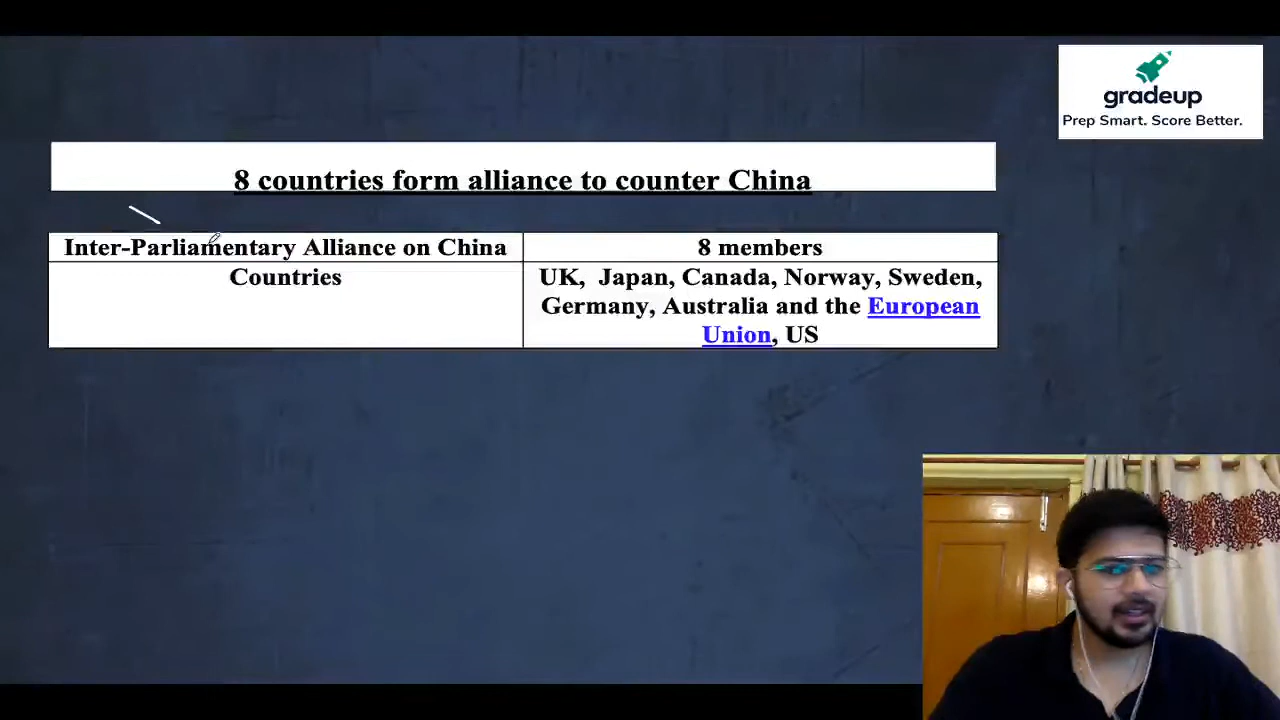 gradeup
Prep Smart. Score Better.
8 countries form alliance to counter China
Inter-Parliamentary Alliance on China
8 members
Countries
UK, Japan, Canada, Norway, Sweden,
Germany, Australia and the European
Union, US